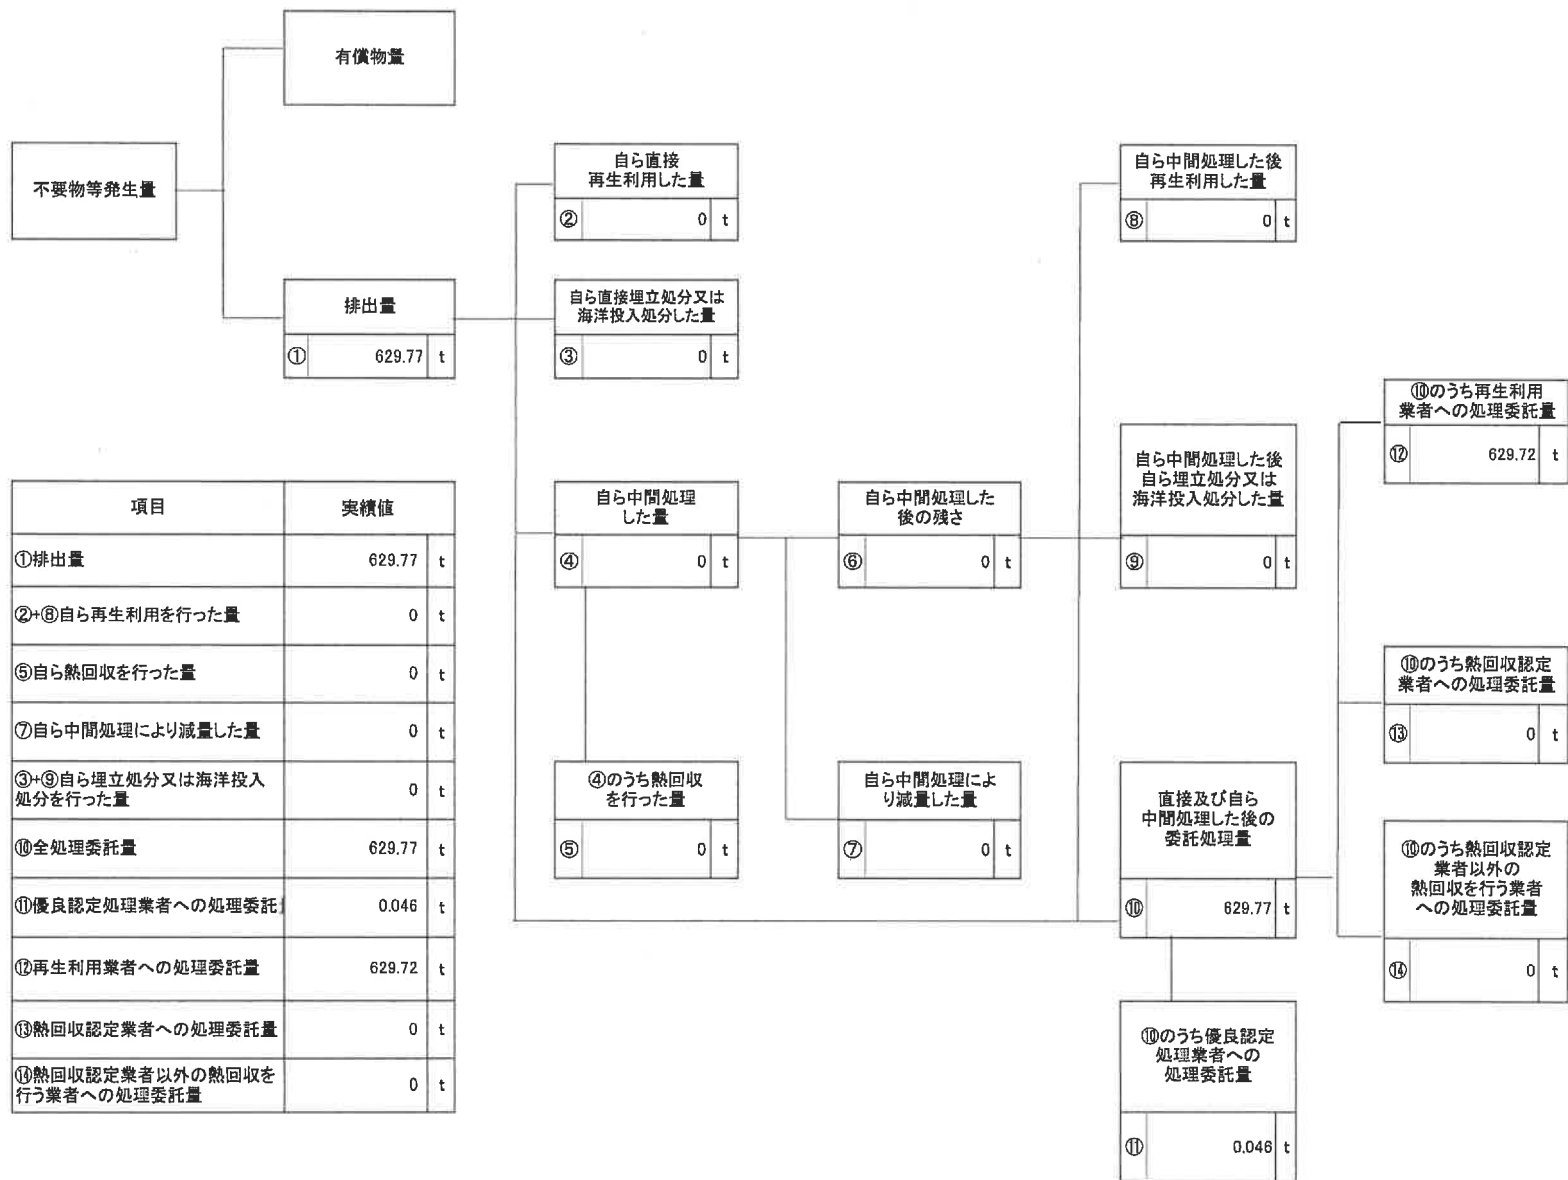 有償物量
不要物等発生量
自ら直接
再生利用した量
② 0 t
自ら中間処理した後
再生利用した量
⑧ 0 t
排出量
① 629.77 t
自ら直接埋立処分又は
海洋投入処分した量
③ 0 t
⑩のうち再生利用
業者への処理委託量
⑫ 629.72 t
自ら中間処理
した量
④ 0 t
自ら中間処理した
後の残さ
⑥ 0 t
自ら中間処理した後
自ら埋立処分又は
海洋投入処分した量
⑨ 0 t
⑩のうち熱回収認定
業者への処理委託量
⑬ 0 t
④のうち熱回収
を行った量
⑤ 0 t
自ら中間処理によ
り減量した量
⑦ 0 t
直接及び自ら
中間処理した後の
委託処理量
⑩ 629.77 t
⑩のうち熱回収認定
業者以外の
熱回収を行う業者
への処理委託量
⑭ 0 t
⑩のうち優良認定
処理業者への
処理委託量
⑪ 0.046 t
項目 実績値
①排出量 629.77 t
②+⑧自ら再生利用を行った量 0 t
⑤自ら熱回収を行った量 0 t
⑦自ら中間処理により減量した量 0 t
③+⑨自ら埋立処分又は海洋投入
処分を行った量 0 t
⑩全処理委託量 629.77 t
⑪優良認定処理業者への処理委託 0.046 t
⑫再生利用業者への処理委託量 629.72 t
⑬熱回収認定業者への処理委託量 0 t
⑭熱回収認定業者以外の熱回収を
行う業者への処理委託量 0 t